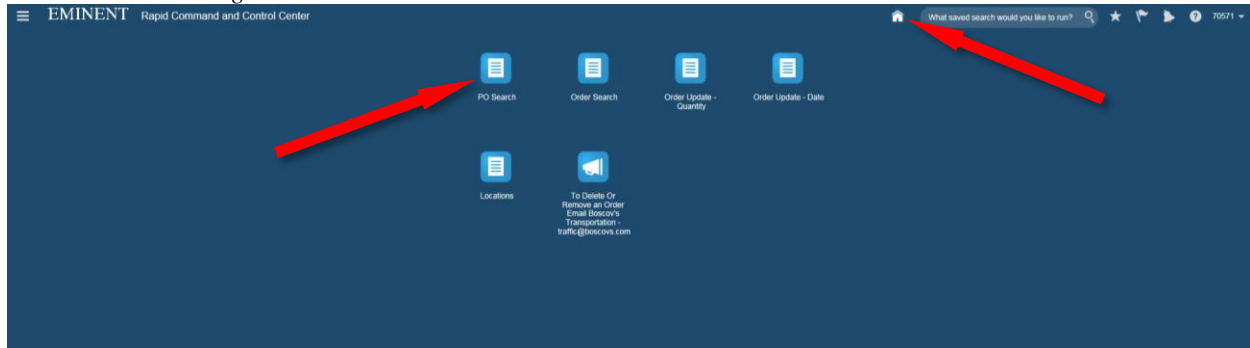 EMINENT Rapid Command and Control Center What saved search would you like to run? 70571
PO Search Order Search Order Update - Order Update - Date
Quantity
Locations To Delete Or
Remove an Order
Email Boscov's
Transportation -
traffic@boscovs.com